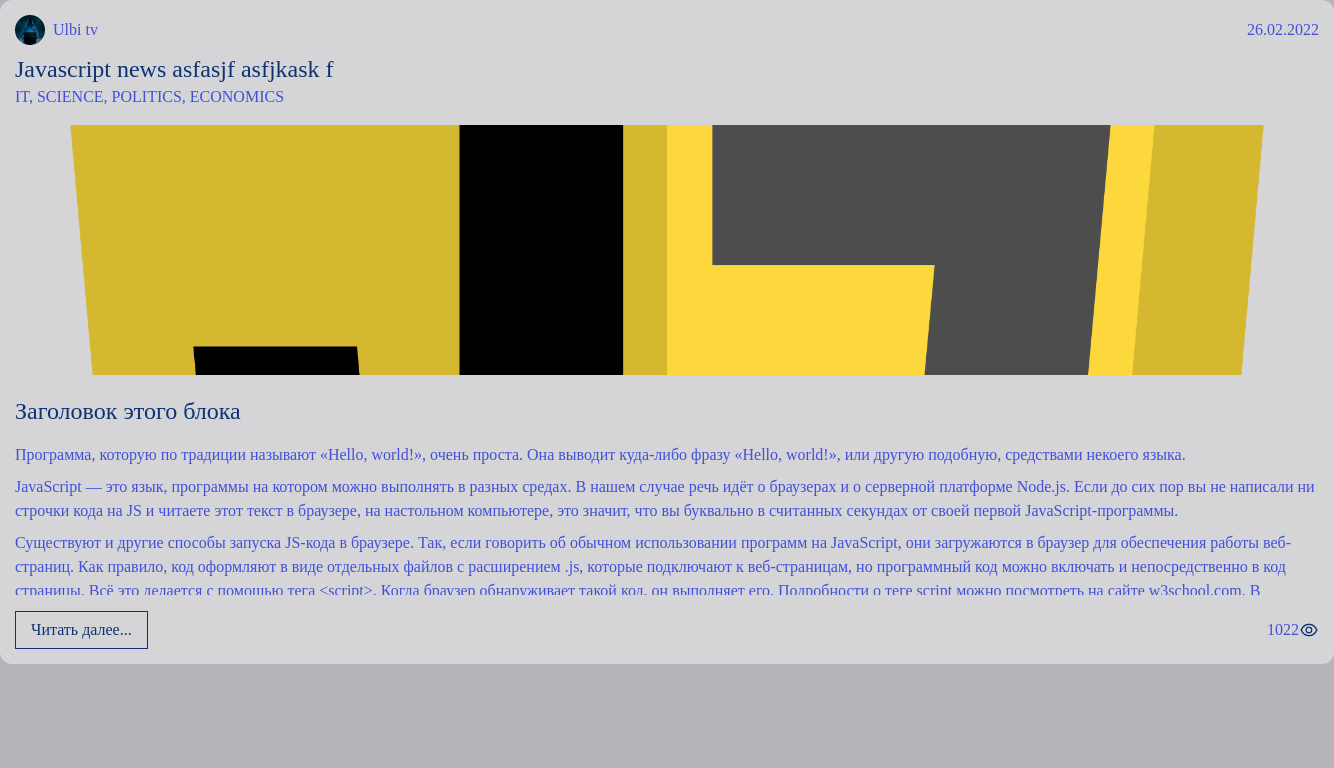 Ulbi tv
26.02.2022
Javascript news asfasjf asfjkask f
IT, SCIENCE, POLITICS, ECONOMICS
Заголовок этого блока
Программа, которую по традиции называют «Hello, world!», очень проста. Она выводит куда-либо фразу «Hello, world!», или другую подобную, средствами некоего языка.
JavaScript — это язык, программы на котором можно выполнять в разных средах. В нашем случае речь идёт о браузерах и о серверной платформе Node.js. Если до сих пор вы не написали ни
строчки кода на JS и читаете этот текст в браузере, на настольном компьютере, это значит, что вы буквально в считанных секундах от своей первой JavaScript-программы.
Существуют и другие способы запуска JS-кода в браузере. Так, если говорить об обычном использовании программ на JavaScript, они загружаются в браузер для обеспечения работы веб-
страниц. Как правило, код оформляют в виде отдельных файлов с расширением .js, которые подключают к веб-страницам, но программный код можно включать и непосредственно в код
страницы. Всё это делается с помощью тега <script>. Когда браузер обнаруживает такой код, он выполняет его. Подробности о теге script можно посмотреть на сайте w3school.com. В
Читать далее...
1022